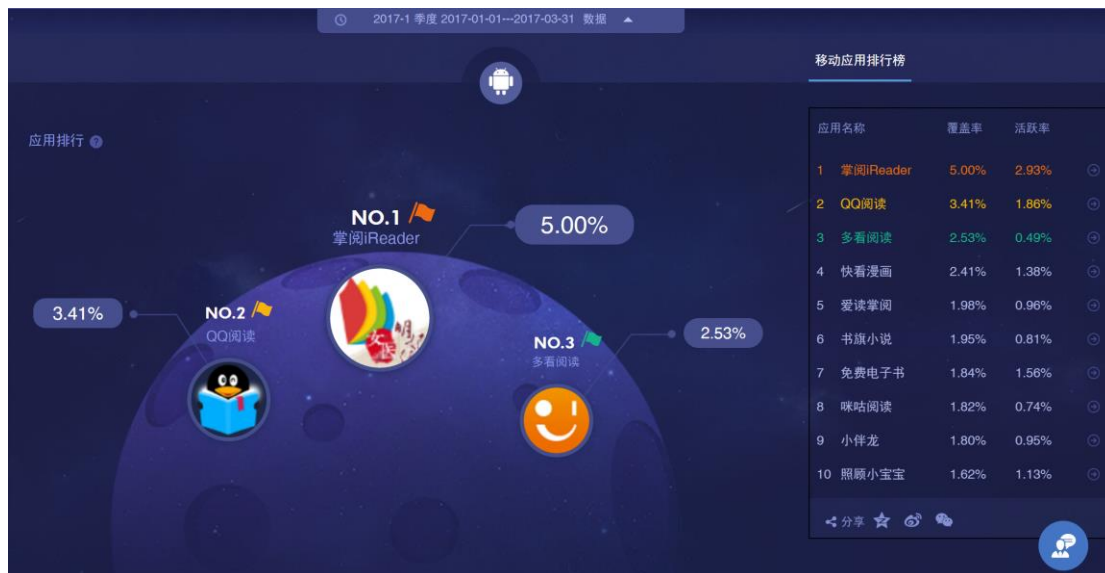 2017-1 季度 2017-01-01---2017-03-31 数据
移动应用排行榜
应用排行 ?
NO.1
掌阅iReader
5.00%
3.41%
NO.2
QQ阅读
NO.3
多看阅读
2.53%
应用名称 覆盖率 活跃率
1 掌阅iReader 5.00% 2.93%
2 QQ阅读 3.41% 1.86%
3 多看阅读 2.53% 0.49%
4 快看漫画 2.41% 1.38%
5 爱读掌阅 1.98% 0.96%
6 书旗小说 1.95% 0.81%
7 免费电子书 1.84% 1.56%
8 咪咕阅读 1.82% 0.74%
9 小伴龙 1.80% 0.95%
10 照顾小宝宝 1.62% 1.13%
分享